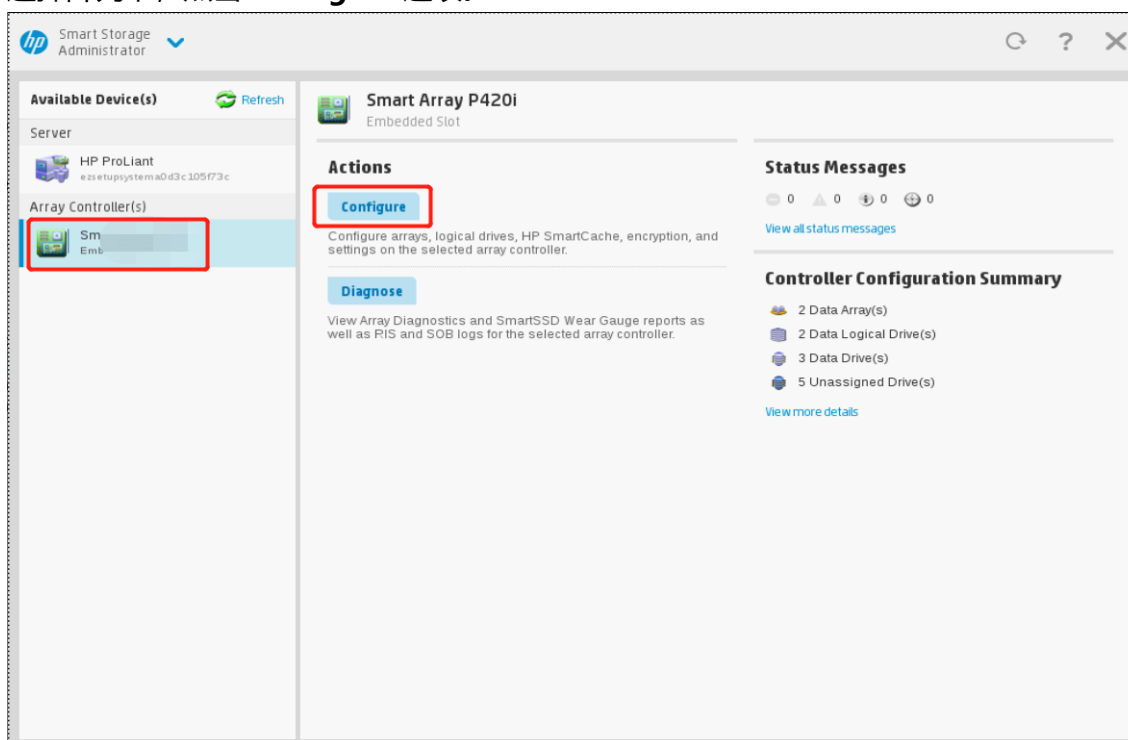 hp
Smart Storage
Administrator
?
Available Device(s)
Refresh
Server
HP ProLiant
ezsetupsystema0d3c105f73c
Array Controller(s)
Sm
Emb
Smart Array P420i
Embedded Slot
Actions
Configure
Configure arrays, logical drives, HP SmartCache, encryption, and
settings on the selected array controller.
Diagnose
View Array Diagnostics and SmartSSD Wear Gauge reports as
well as RIS and SOB logs for the selected array controller.
Status Messages
0 0 0 0
View all status messages
Controller Configuration Summary
2 Data Array(s)
2 Data Logical Drive(s)
3 Data Drive(s)
5 Unassigned Drive(s)
View more details